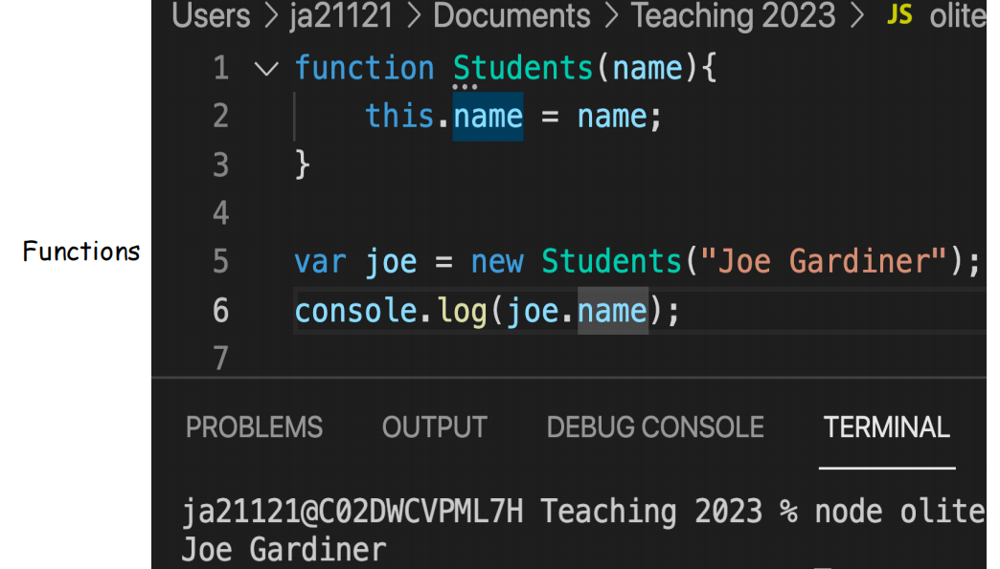 Users > ja21121 > Documents > Teaching 2023 > JS olite
1 function Students(name){
2 this.name = name;
3 }
4
Functions
5 var joe = new Students("Joe Gardiner");
6 console.log(joe.name);
7
PROBLEMS OUTPUT DEBUG CONSOLE TERMINAL
ja21121@C02DWCVPML7H Teaching 2023 % node olite
Joe Gardiner